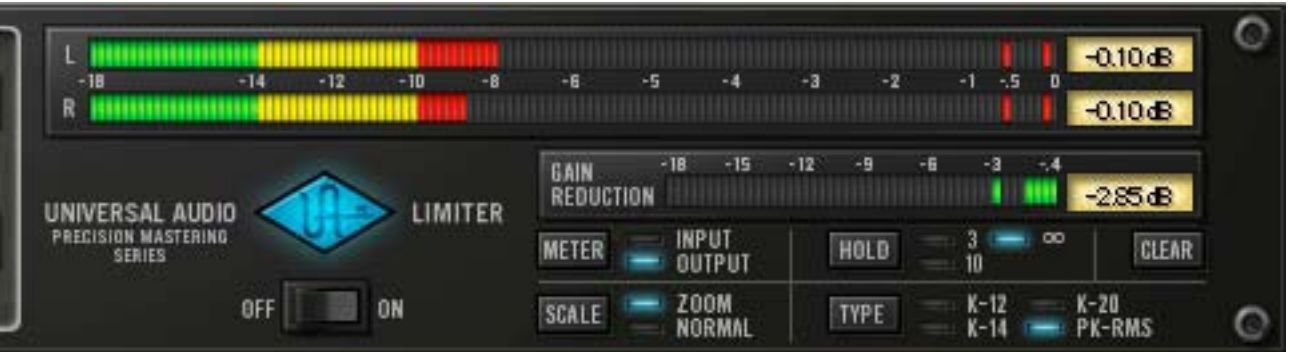 L -0.10 dB
-18 -14 -12 -10 -8 -6 -5 -4 -3 -2 -1 -.5 0
R -0.10 dB
GAIN REDUCTION
-18 -15 -12 -9 -6 -3 -.4
-2.85 dB
UNIVERSAL AUDIO
PRECISION MASTERING
SERIES
LIMITER
METER
INPUT
OUTPUT
HOLD
3 ∞
10
CLEAR
OFF ON
SCALE
ZOOM
NORMAL
TYPE
K-12 K-20
K-14 PK-RMS